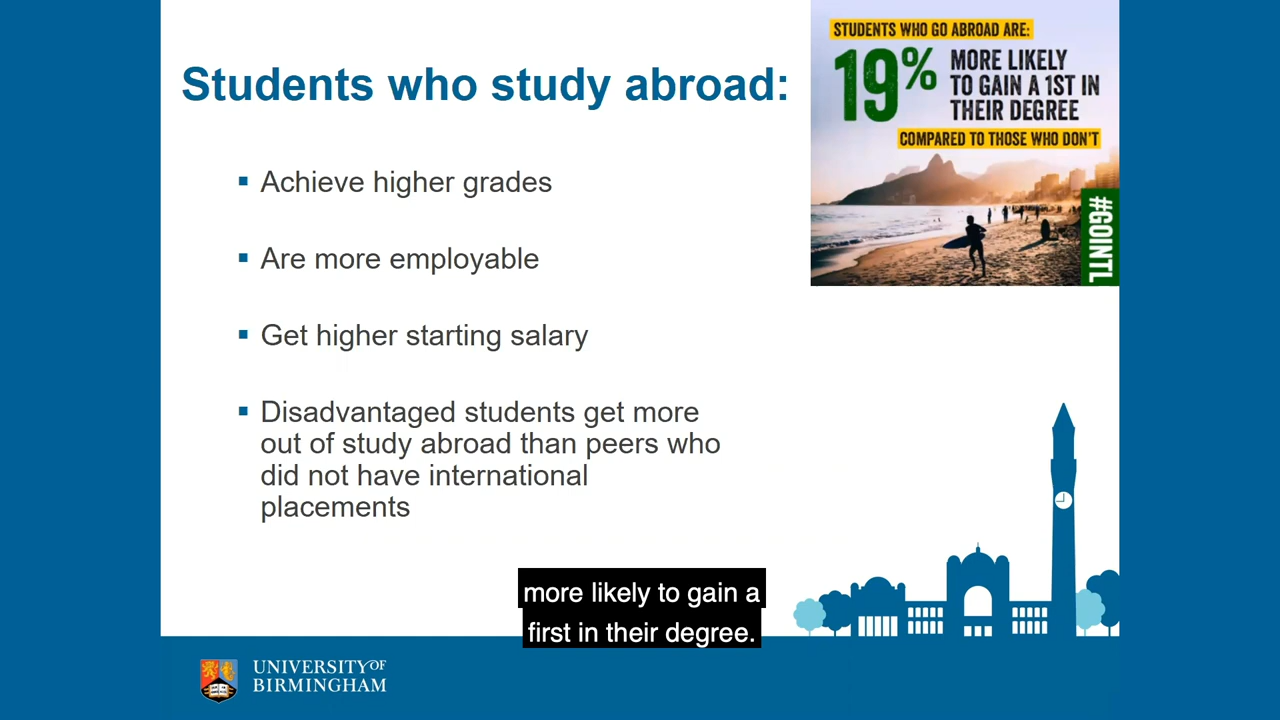 Students who study abroad:
STUDENTS WHO GO ABROAD ARE:
19% MORE LIKELY
TO GAIN A 1ST IN
THEIR DEGREE
COMPARED TO THOSE WHO DON'T
#GOINTL
▪ Achieve higher grades
▪ Are more employable
▪ Get higher starting salary
▪ Disadvantaged students get more
out of study abroad than peers who
did not have international
placements
more likely to gain a
first in their degree.
UNIVERSITY OF
BIRMINGHAM